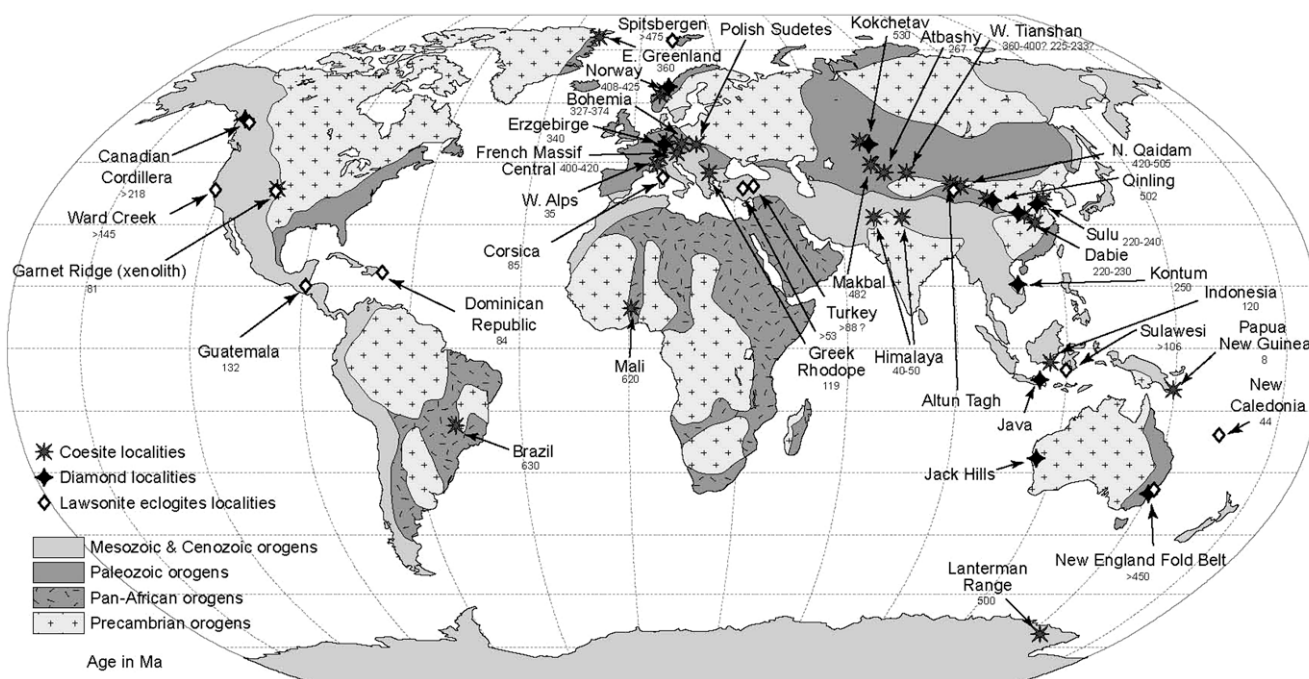 Spitsbergen
>475
E. Greenland
360
Norway
408-425
Bohemia
327-374
Erzgebirge
340
French Massif
Central 400-420
W. Alps
35
Corsica
85
Polish Sudetes
Kokchetav
530
Atbashy
267
W. Tianshan
360-400? 225-233?
N. Qaidam
420-505
Qinling
502
Sulu 220-240
Dabie
220-230
Kontum
250
Indonesia
120
Sulawesi
>106
Papua
New Guinea
8
New
Caledonia
44
Canadian
Cordillera
>218
Ward Creek
>145
Garnet Ridge (xenolith)
81
Guatemala
132
Dominican
Republic
84
Mali
620
Brazil
630
Makbal
482
Turkey
>53 >88 ?
Greek
Rhodope
119
Himalaya
40-50
Altun Tagh
Java
Jack Hills
New England Fold Belt
>450
Lanterman
Range
500
Coesite localities
Diamond localities
Lawsonite eclogites localities
Mesozoic & Cenozoic orogens
Paleozoic orogens
Pan-African orogens
Precambrian orogens
Age in Ma